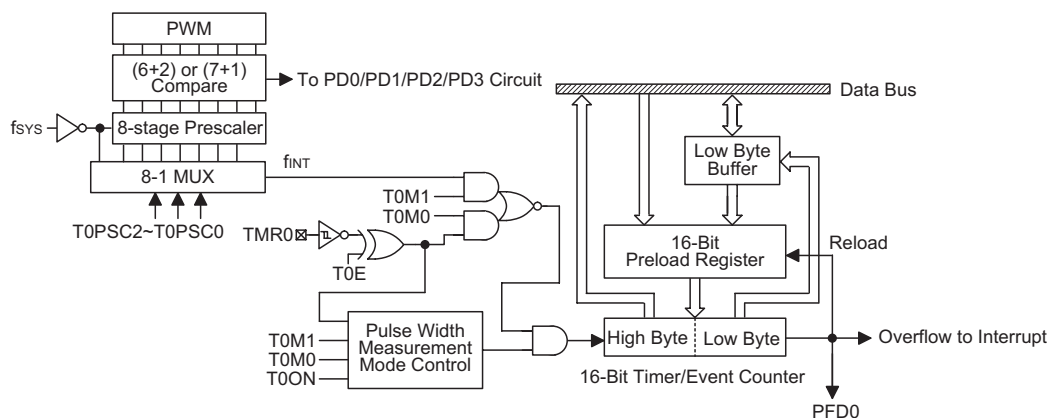 PWM
(6+2) or (7+1)
Compare
To PD0/PD1/PD2/PD3 Circuit
Data Bus
fSYS
8-stage Prescaler
Low Byte
Buffer
8-1 MUX
fINT
T0M1
T0M0
T0PSC2~T0PSC0
TMR0
T0E
16-Bit
Preload Register
Reload
Pulse Width
Measurement
Mode Control
T0M1
T0M0
T0ON
High Byte
Low Byte
Overflow to Interrupt
16-Bit Timer/Event Counter
PFD0